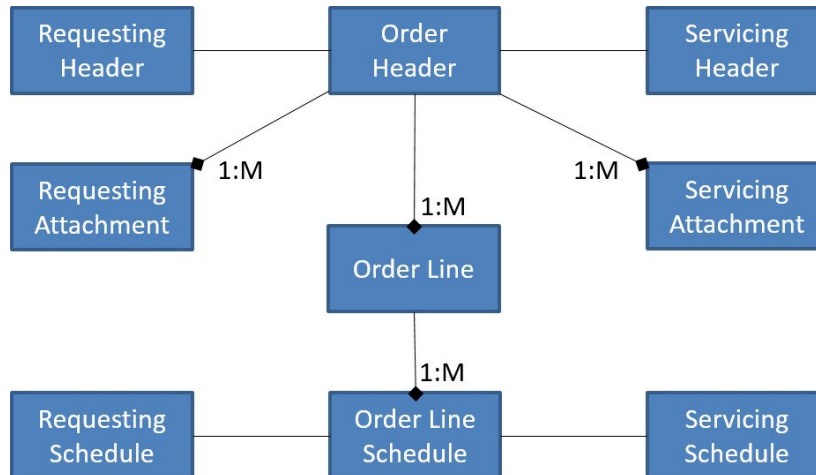 Requesting
Header
Order
Header
Servicing
Header
Requesting
Attachment
1:M
1:M
Servicing
Attachment
1:M
Order Line
1:M
Requesting
Schedule
Order Line
Schedule
Servicing
Schedule